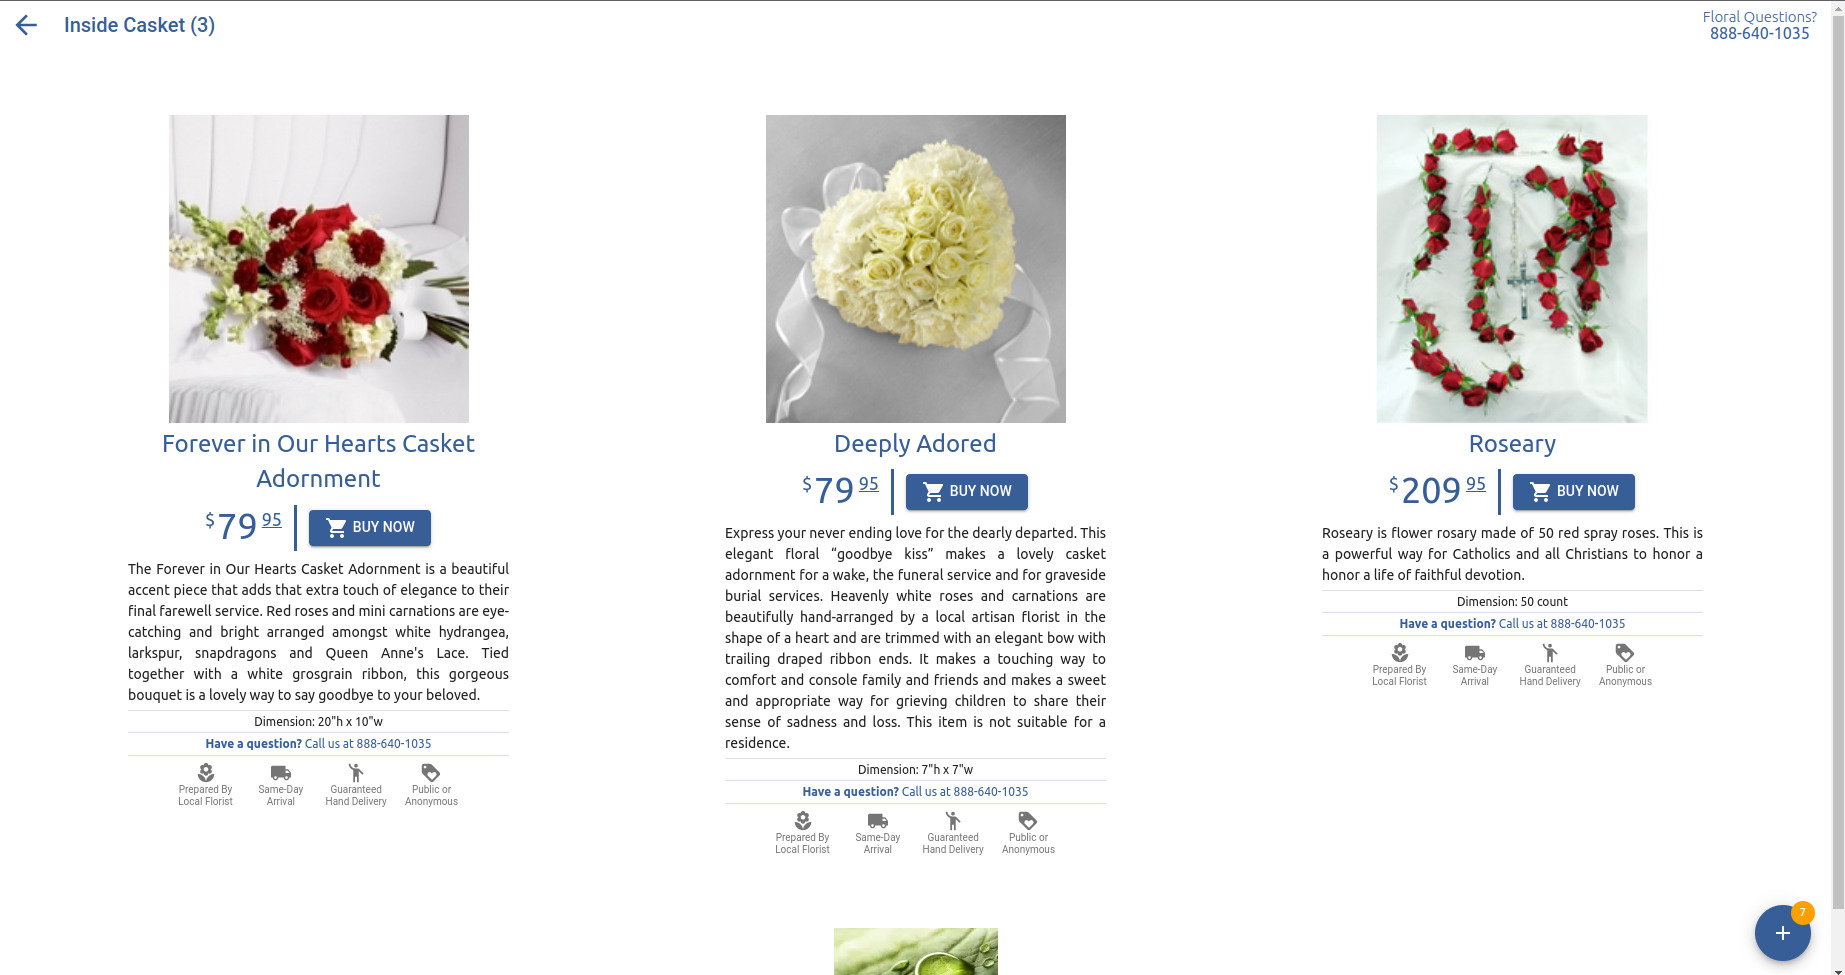 Inside Casket (3)
Floral Questions?
888-640-1035
Forever in Our Hearts Casket
Adornment
$79 95
BUY NOW
The Forever in Our Hearts Casket Adornment is a beautiful
accent piece that adds that extra touch of elegance to their
final farewell service. Red roses and mini carnations are eye-
catching and bright arranged amongst white hydrangea,
larkspur, snapdragons and Queen Anne's Lace. Tied
together with a white grosgrain ribbon, this gorgeous
bouquet is a lovely way to say goodbye to your beloved.
Dimension: 20"h x 10"w
Have a question? Call us at 888-640-1035
Prepared By
Local Florist
Same-Day
Arrival
Guaranteed
Hand Delivery
Public or
Anonymous
Deeply Adored
$79 95
BUY NOW
Express your never ending love for the dearly departed. This
elegant floral “goodbye kiss” makes a lovely casket
adornment for a wake, the funeral service and for graveside
burial services. Heavenly white roses and carnations are
beautifully hand-arranged by a local artisan florist in the
shape of a heart and are trimmed with an elegant bow with
trailing draped ribbon ends. It makes a touching way to
comfort and console family and friends and makes a sweet
and appropriate way for grieving children to share their
sense of sadness and loss. This item is not suitable for a
residence.
Dimension: 7"h x 7"w
Have a question? Call us at 888-640-1035
Prepared By
Local Florist
Same-Day
Arrival
Guaranteed
Hand Delivery
Public or
Anonymous
Roseary
$209 95
BUY NOW
Roseary is flower rosary made of 50 red spray roses. This is
a powerful way for Catholics and all Christians to honor a
honor a life of faithful devotion.
Dimension: 50 count
Have a question? Call us at 888-640-1035
Prepared By
Local Florist
Same-Day
Arrival
Guaranteed
Hand Delivery
Public or
Anonymous
7